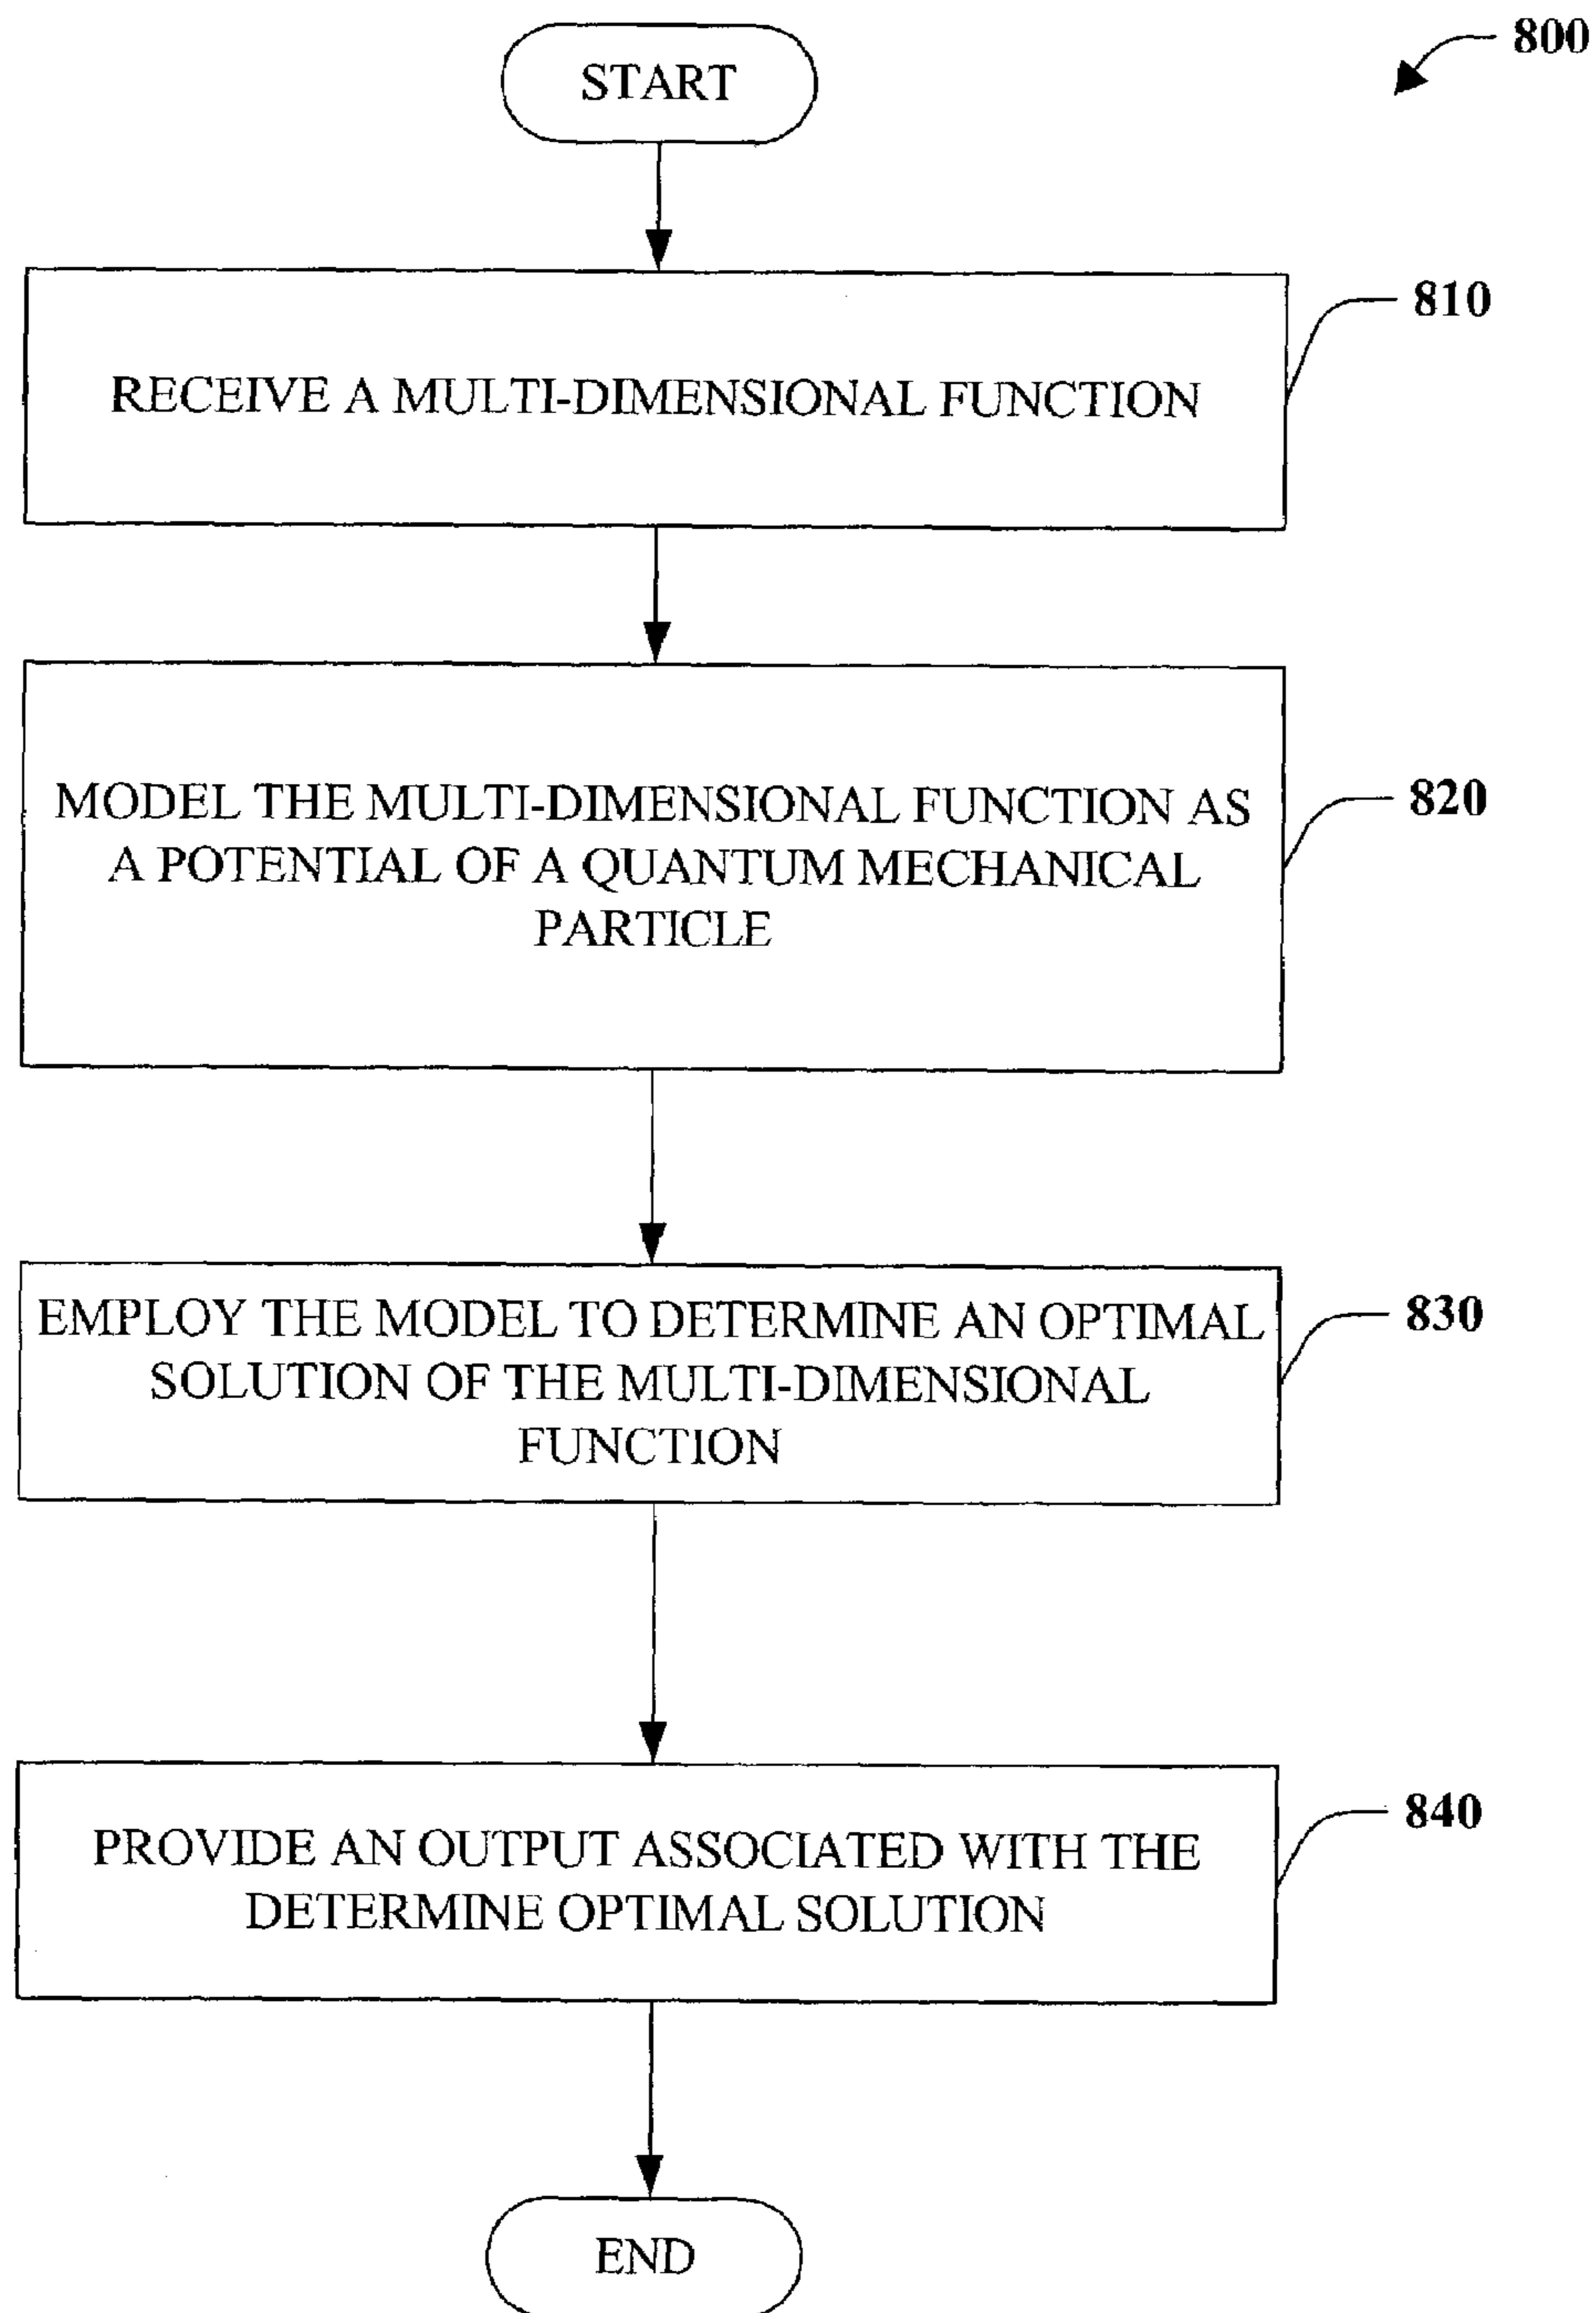 800
START
810
RECEIVE A MULTI-DIMENSIONAL FUNCTION
820
MODEL THE MULTI-DIMENSIONAL FUNCTION AS
A POTENTIAL OF A QUANTUM MECHANICAL
PARTICLE
830
EMPLOY THE MODEL TO DETERMINE AN OPTIMAL
SOLUTION OF THE MULTI-DIMENSIONAL
FUNCTION
840
PROVIDE AN OUTPUT ASSOCIATED WITH THE
DETERMINE OPTIMAL SOLUTION
END